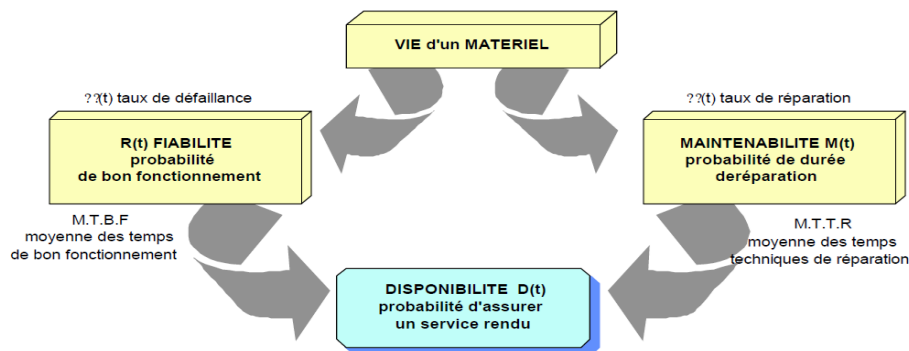 VIE d'un MATERIEL
??(t) taux de défaillance
??(t) taux de réparation
R(t) FIABILITE
probabilité
de bon fonctionnement
MAINTENABILITE M(t)
probabilité de durée
deréparation
M.T.B.F
moyenne des temps
de bon fonctionnement
M.T.T.R
moyenne des temps
techniques de réparation
DISPONIBILITE D(t)
probabilité d'assurer
un service rendu